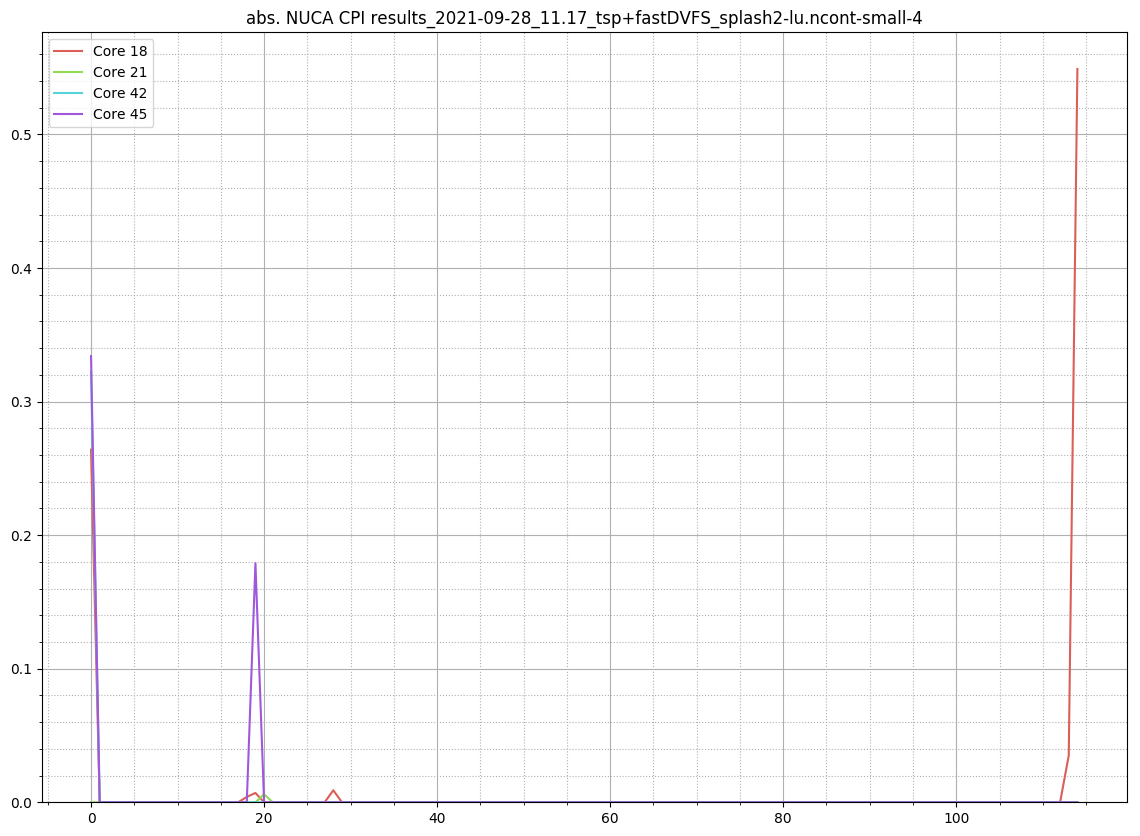 abs. NUCA CPI results_2021-09-28_11.17_tsp+fastDVFS_splash2-lu.ncont-small-4
Core 18
Core 21
Core 42
Core 45
0.5
0.4
0.3
0.2
0.1
0.0
0 20 40 60 80 100